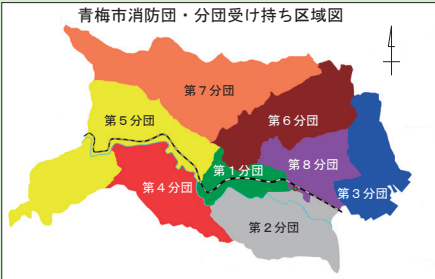 青梅市消防団・分団受け持ち区域図
第7分団
第5分団
第6分団
第1分団
第8分団
第4分団
第3分団
第2分団